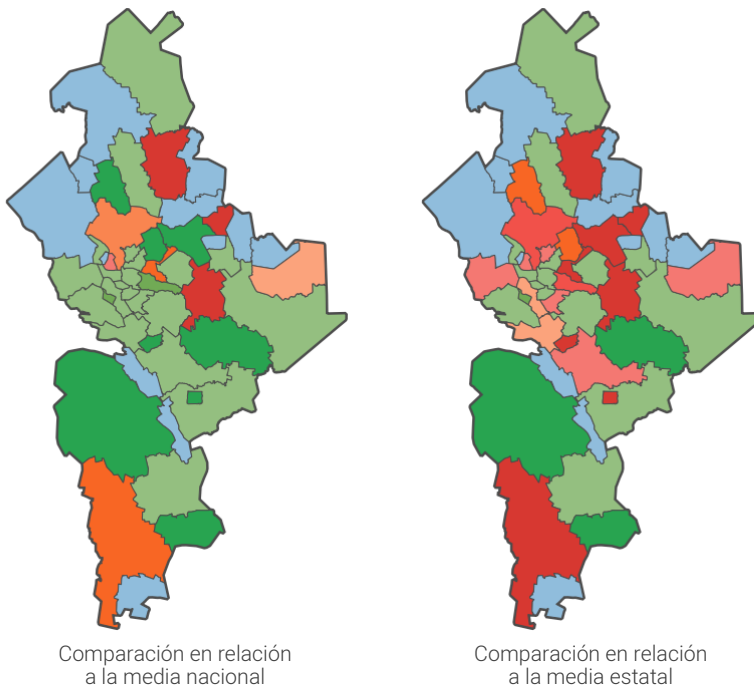 Comparación en relación
a la media nacional
Comparación en relación
a la media estatal